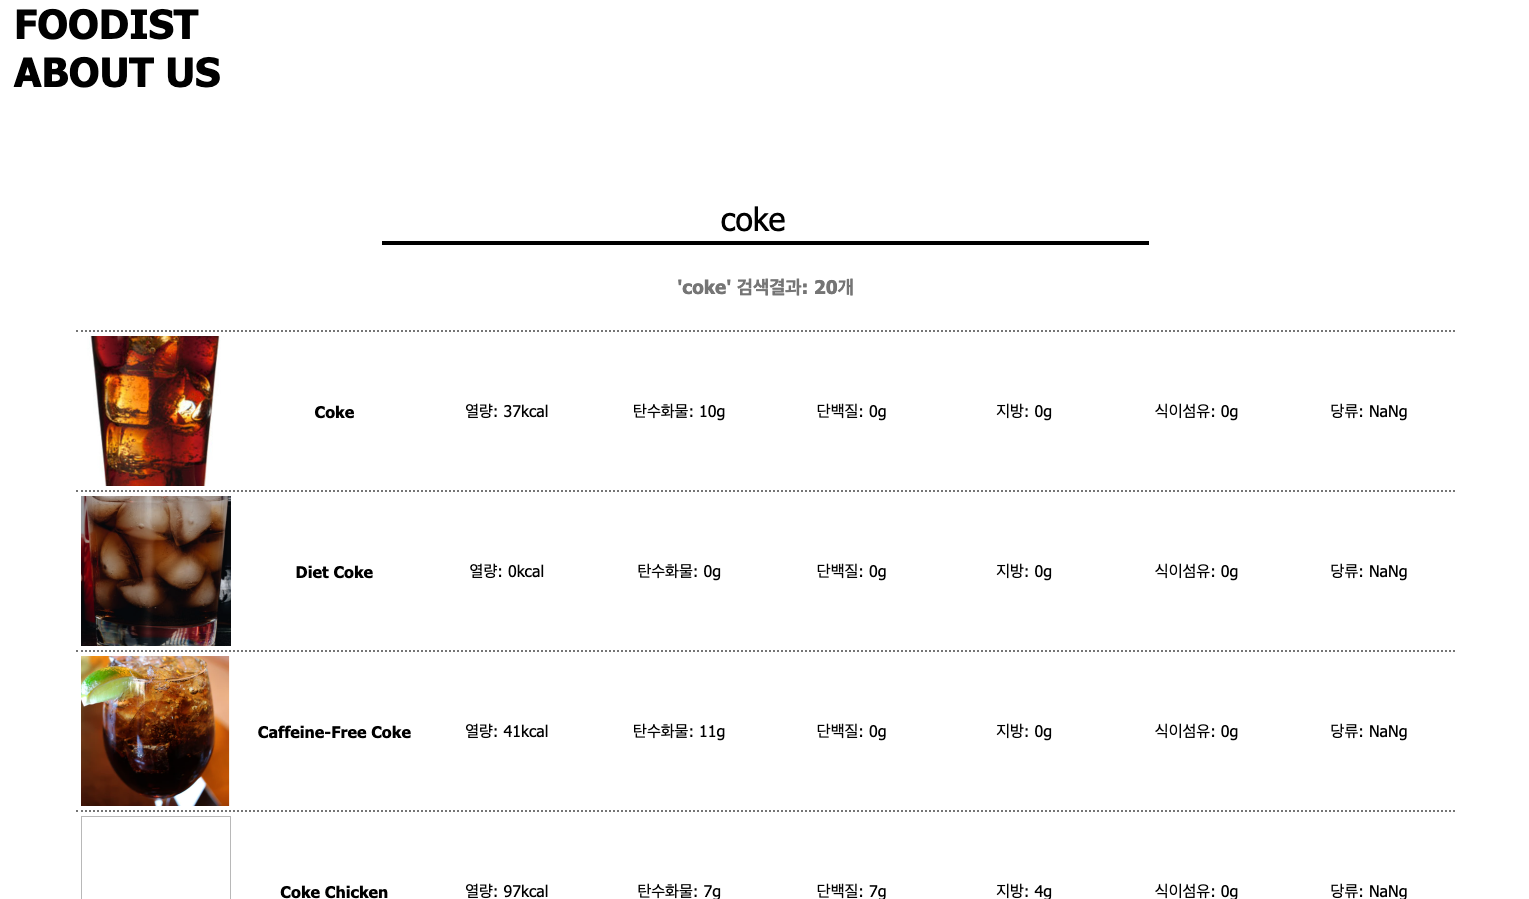 FOODIST
ABOUT US
coke
'coke' 검색결과: 20개
Coke 열량: 37kcal 탄수화물: 10g 단백질: 0g 지방: 0g 식이섬유: 0g 당류: NaNg
Diet Coke 열량: 0kcal 탄수화물: 0g 단백질: 0g 지방: 0g 식이섬유: 0g 당류: NaNg
Caffeine-Free Coke 열량: 41kcal 탄수화물: 11g 단백질: 0g 지방: 0g 식이섬유: 0g 당류: NaNg
Coke Chicken 열량: 97kcal 탄수화물: 7g 단백질: 7g 지방: 4g 식이섬유: 0g 당류: NaNg